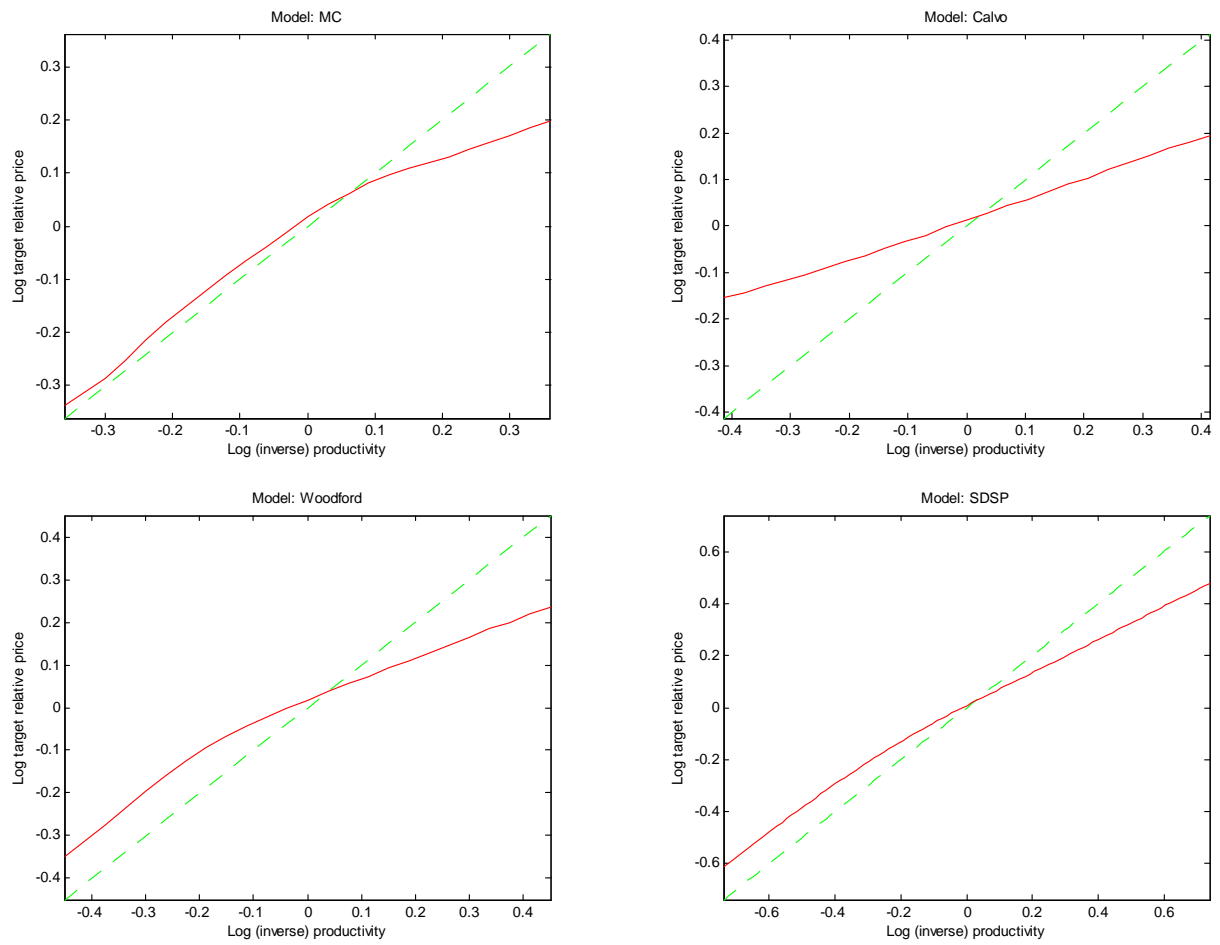 Model: MC
Log target relative price
0.3
0.2
0.1
0
-0.1
-0.2
-0.3
-0.3 -0.2 -0.1 0 0.1 0.2 0.3
Log (inverse) productivity
Model: Calvo
Log target relative price
0.4
0.3
0.2
0.1
0
-0.1
-0.2
-0.3
-0.4
-0.4 -0.3 -0.2 -0.1 0 0.1 0.2 0.3 0.4
Log (inverse) productivity
Model: Woodford
Log target relative price
0.4
0.3
0.2
0.1
0
-0.1
-0.2
-0.3
-0.4
-0.4 -0.3 -0.2 -0.1 0 0.1 0.2 0.3 0.4
Log (inverse) productivity
Model: SDSP
Log target relative price
0.6
0.4
0.2
0
-0.2
-0.4
-0.6
-0.6 -0.4 -0.2 0 0.2 0.4 0.6
Log (inverse) productivity